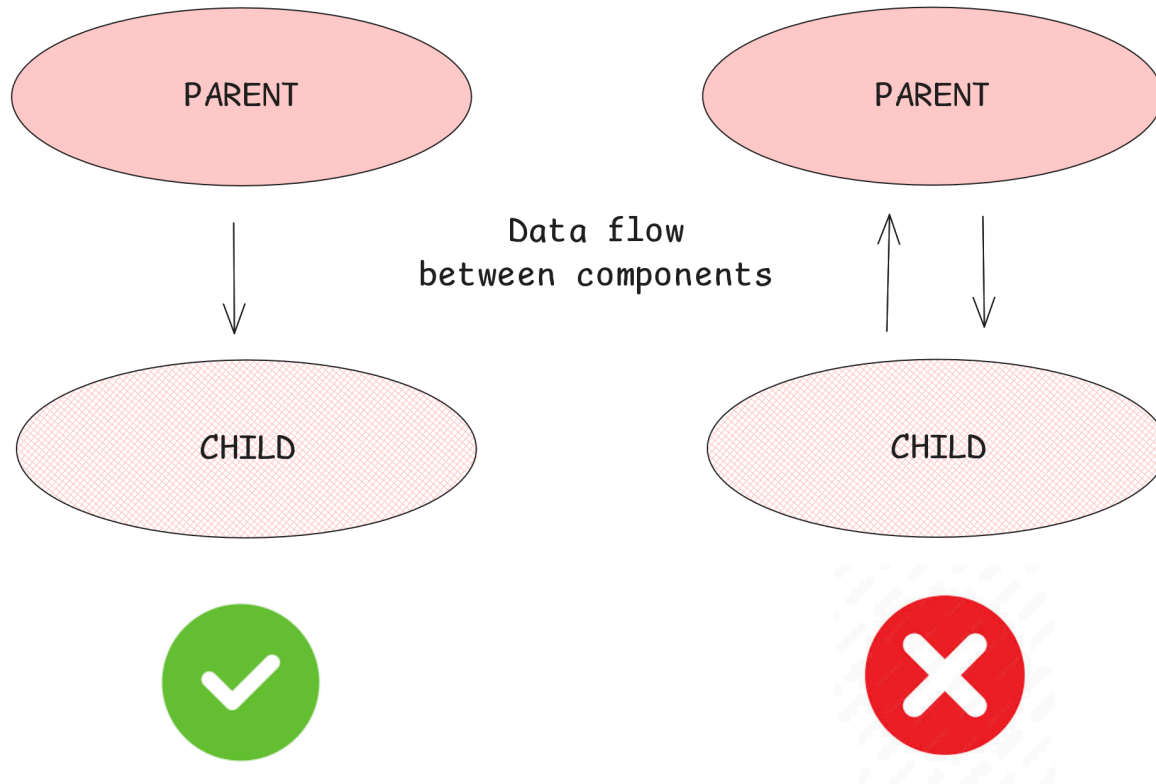 PARENT
PARENT
Data flow
between components
CHILD
CHILD